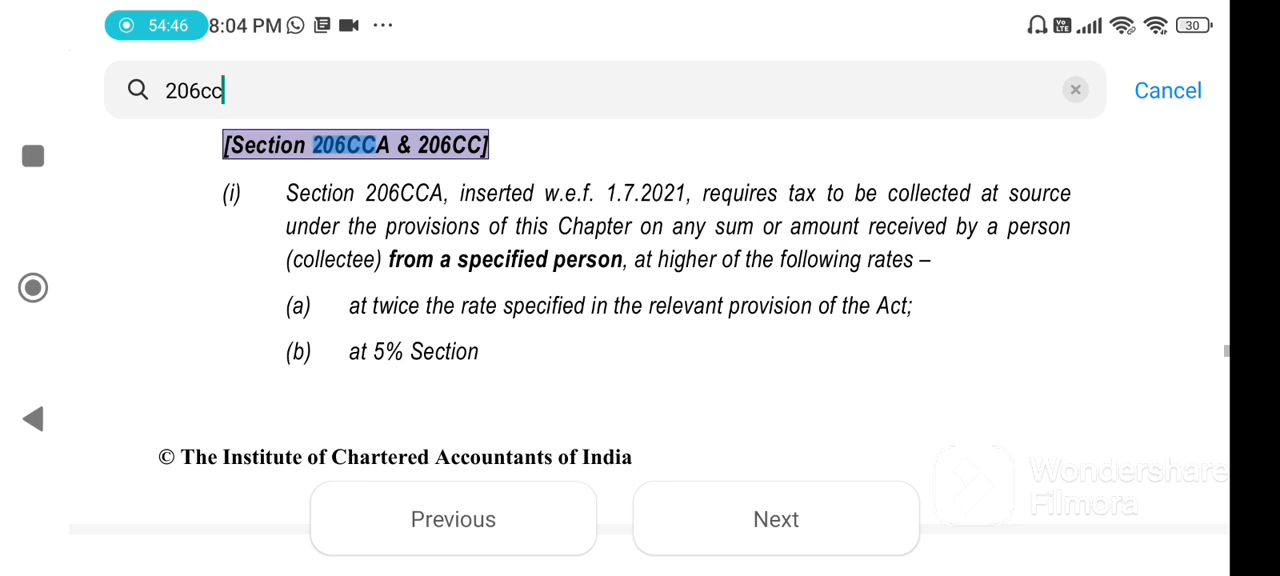 54:46 8:04 PM ... Vo LTE 30
206cc Cancel
[Section 206CCA & 206CC]
(i) Section 206CCA, inserted w.e.f. 1.7.2021, requires tax to be collected at source
under the provisions of this Chapter on any sum or amount received by a person
(collectee) from a specified person, at higher of the following rates –
(a) at twice the rate specified in the relevant provision of the Act;
(b) at 5% Section
© The Institute of Chartered Accountants of India
Wondershare
Filmora
Previous Next